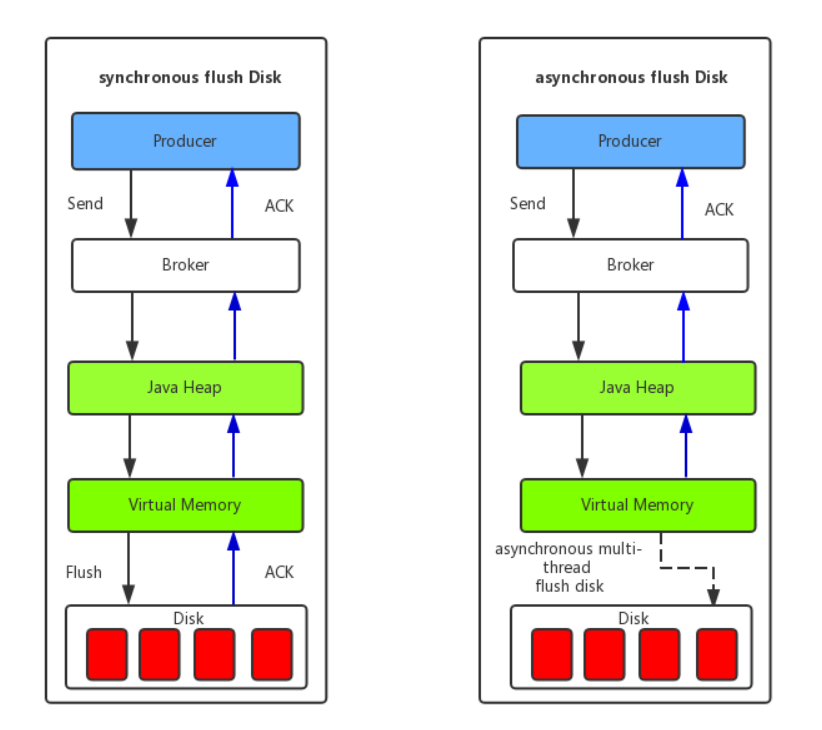 synchronous flush Disk
Producer
Send
ACK
Broker
Java Heap
Virtual Memory
Flush
ACK
Disk
asynchronous flush Disk
Producer
Send
ACK
Broker
Java Heap
Virtual Memory
asynchronous multi-
thread
flush disk
Disk